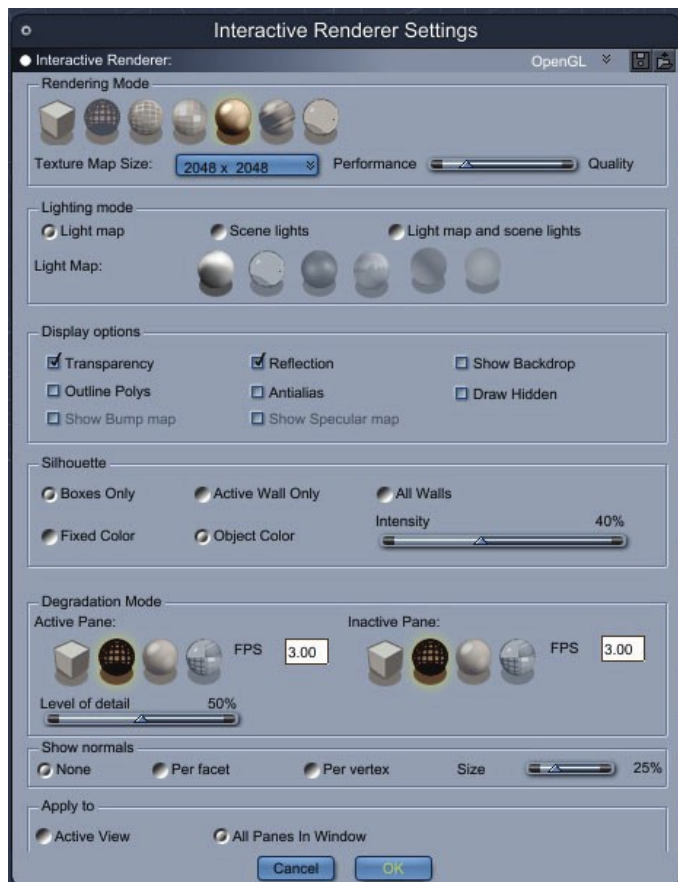 Interactive Renderer Settings
Interactive Renderer: OpenGL
Rendering Mode
Texture Map Size: 2048 x 2048 Performance Quality
Lighting mode
Light map Scene lights Light map and scene lights
Light Map:
Display options
Transparency Reflection Show Backdrop
Outline Polys Antialias Draw Hidden
Show Bump map Show Specular map
Silhouette
Boxes Only Active Wall Only All Walls
Intensity 40%
Fixed Color Object Color
Degradation Mode
Active Pane: Inactive Pane:
FPS 3.00 FPS 3.00
Level of detail 50%
Show normals
None Per facet Per vertex Size 25%
Apply to
Active View All Panes In Window
Cancel OK